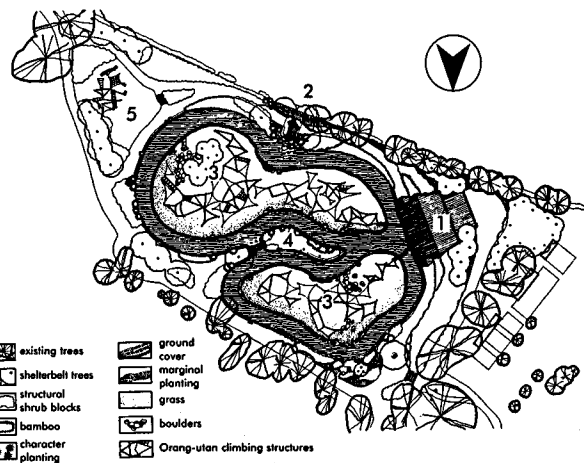 2
5
3
1
4
3
existing trees
shelterbelt trees
structural
shrub blocks
bamboo
character
planting
ground
cover
marginal
planting
grass
boulders
Orang-utan climbing structures